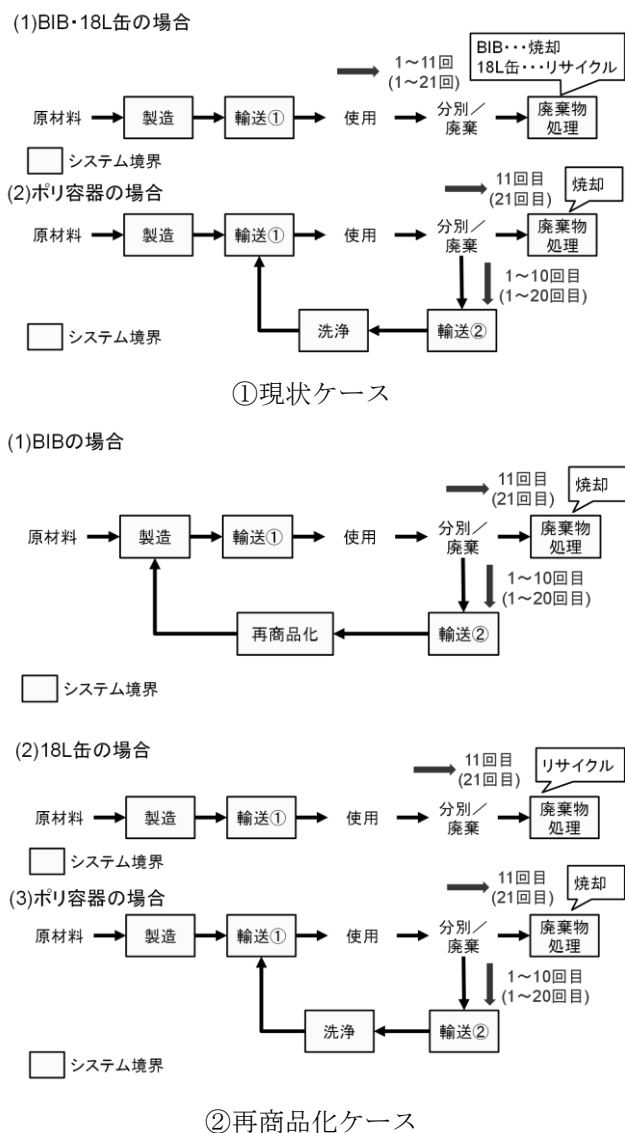 (1)BIB・18L缶の場合
1～11回
(1～21回)
BIB・・・焼却
18L缶・・・リサイクル
原材料
製造
輸送①
使用
分別／
廃棄
廃棄物
処理
システム境界
(2)ポリ容器の場合
11回目
(21回目)
焼却
原材料
製造
輸送①
使用
分別／
廃棄
廃棄物
処理
1～10回目
(1～20回目)
システム境界
洗浄
輸送②
①現状ケース
(1)BIBの場合
11回目
(21回目)
焼却
原材料
製造
輸送①
使用
分別／
廃棄
廃棄物
処理
1～10回目
(1～20回目)
再商品化
輸送②
システム境界
(2)18L缶の場合
11回目
(21回目)
リサイクル
原材料
製造
輸送①
使用
分別／
廃棄
廃棄物
処理
システム境界
(3)ポリ容器の場合
11回目
(21回目)
焼却
原材料
製造
輸送①
使用
分別／
廃棄
廃棄物
処理
1～10回目
(1～20回目)
洗浄
輸送②
システム境界
②再商品化ケース